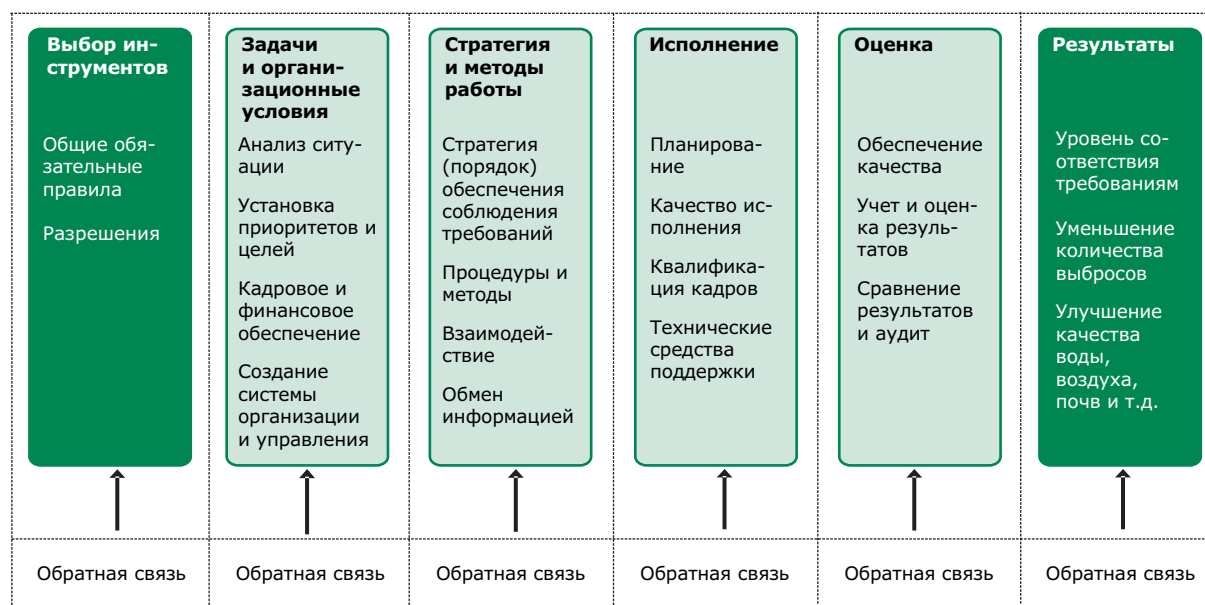 Выбор ин-
струментов
Общие обя-
зательные
правила
Разрешения
Задачи
и органи-
зационные
условия
Анализ ситу-
ации
Установка
приоритетов и
целей
Кадровое и
финансовое
обеспечение
Создание
системы
организации
и управления
Стратегия
и методы
работы
Стратегия
(порядок)
обеспечения
соблюдения
требований
Процедуры и
методы
Взаимодей-
ствие
Обмен
информацией
Исполнение
Планирова-
ние
Качество ис-
полнения
Квалифика-
ция кадров
Технические
средства
поддержки
Оценка
Обеспечение
качества
Учет и оцен-
ка резуль-
татов
Сравнение
результатов
и аудит
Результаты
Уровень со-
ответствия
требованиям
Уменьшение
количества
выбросов
Улучшение
качества
воды,
воздуха,
почв и т.д.
Обратная связь
Обратная связь
Обратная связь
Обратная связь
Обратная связь
Обратная связь